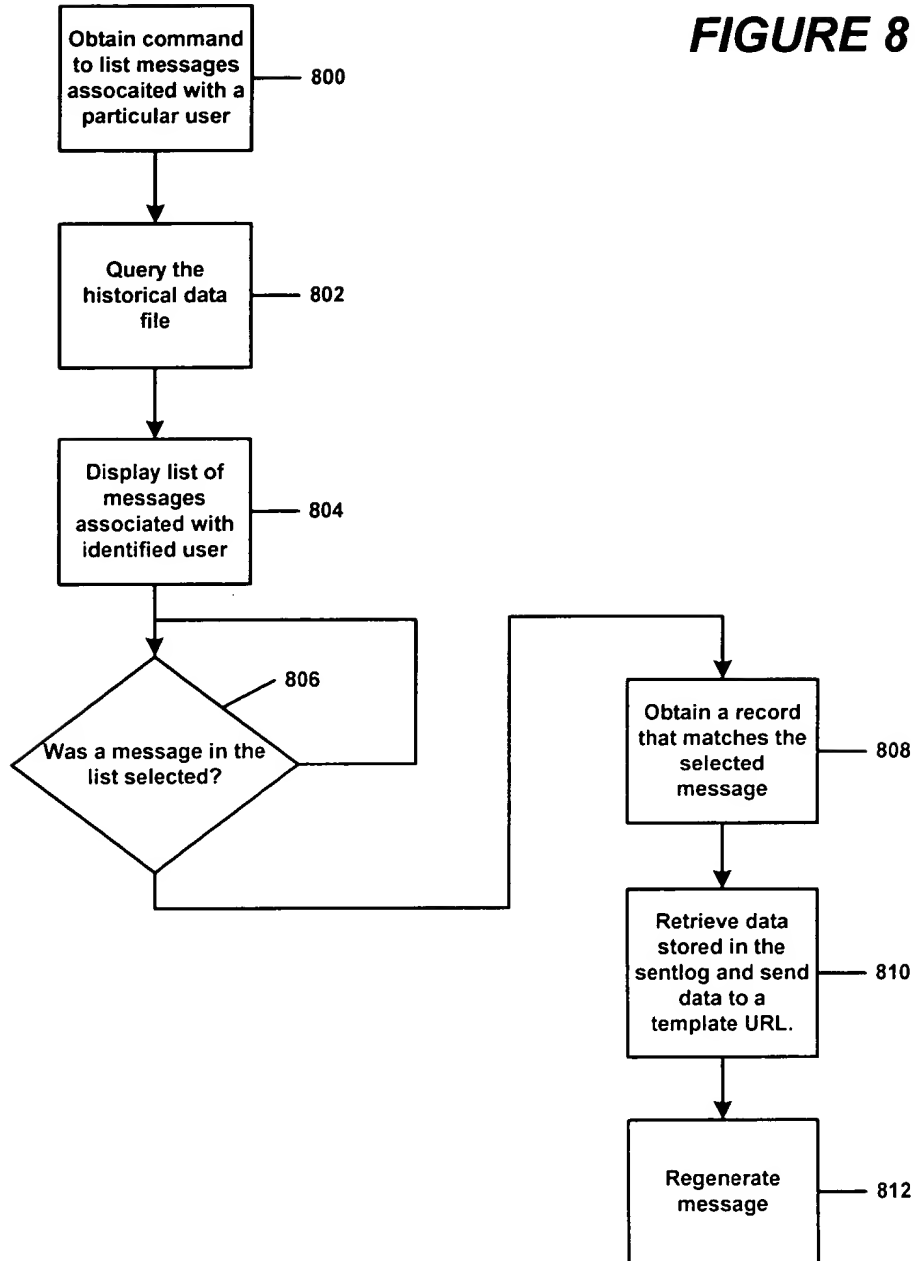 FIGURE 8
Obtain command
to list messages
assocaited with a
particular user
800
Query the
historical data
file
802
Display list of
messages
associated with
identified user
804
806
Was a message in the
list selected?
Obtain a record
that matches the
selected
message
808
Retrieve data
stored in the
sentlog and send
data to a
template URL.
810
Regenerate
message
812